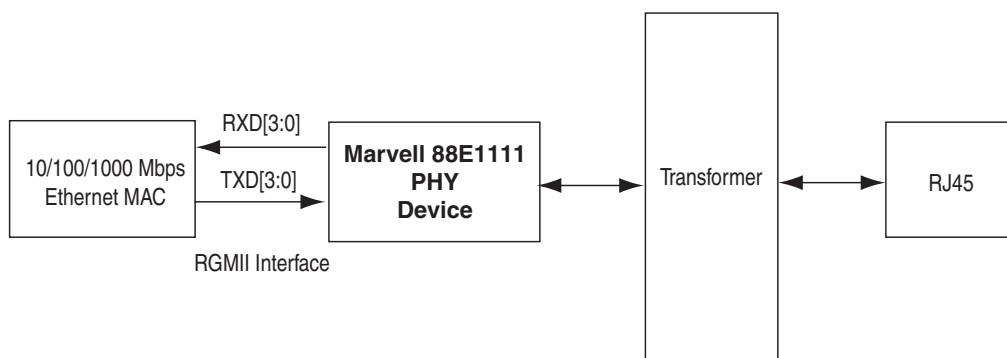 RXD[3:0]
10/100/1000 Mbps
Ethernet MAC
TXD[3:0]
RGMII Interface
Marvell 88E1111
PHY
Device
Transformer
RJ45